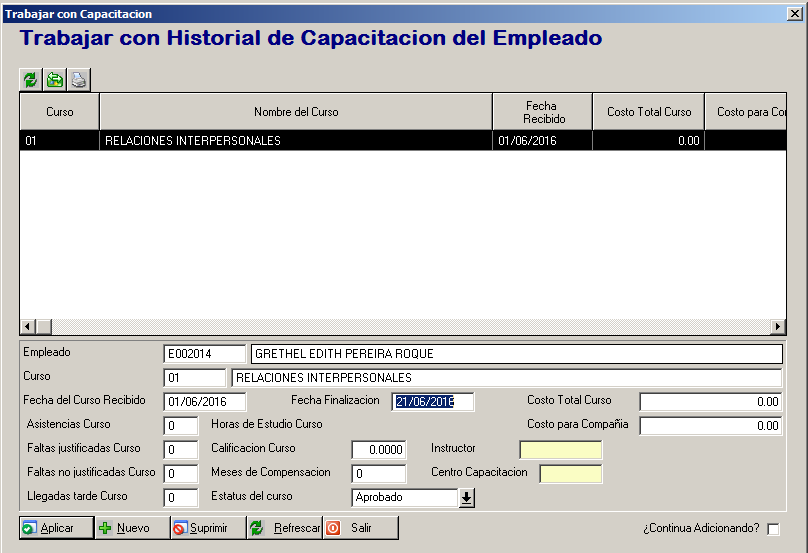 Trabajar con Capacitacion
Trabajar con Historial de Capacitacion del Empleado
Curso Nombre del Curso Fecha Recibido Costo Total Curso Costo para Co
01 RELACIONES INTERPERSONALES 01/06/2016 0.00
Empleado E002014 GRETHEL EDITH PEREIRA ROQUE
Curso 01 RELACIONES INTERPERSONALES
Fecha del Curso Recibido 01/06/2016 Fecha Finalizacion 21/06/2016 Costo Total Curso 0.00
Asistencias Curso 0 Horas de Estudio Curso Costo para Compañia 0.00
Faltas justificadas Curso 0 Calificacion Curso 0.0000 Instructor
Faltas no justificadas Curso 0 Meses de Compensacion 0 Centro Capacitacion
Llegadas tarde Curso 0 Estatus del curso Aprobado
Aplicar Nuevo Suprimir Refrescar Salir ¿Continua Adicionando?